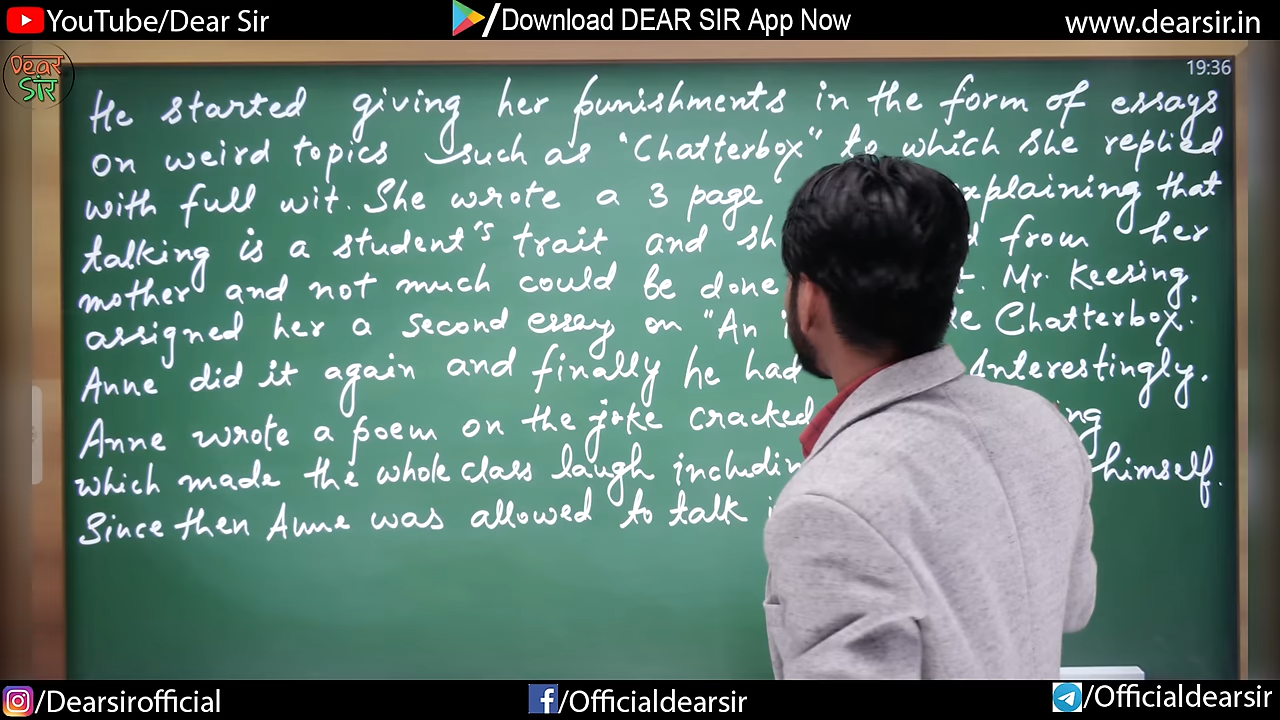 YouTube/Dear Sir
/Download DEAR SIR App Now
www.dearsir.in
Dear
Sir
19:36
He started giving her punishments in the form of essays
on weird topics such as "Chatterbox" to which she replied
with full wit. She wrote a 3 page explaining that
talking is a student's trait and from her
mother and not much could be done Mr. Keesing,
assigned her a second essay on "An Chatterbox.
Anne did it again and finally he had Interestingly,
Anne wrote a poem on the joke cracked
which made the whole class laugh including himself.
Since then Anne was allowed to talk
/Dearsirofficial
/Officialdearsir
/Officialdearsir